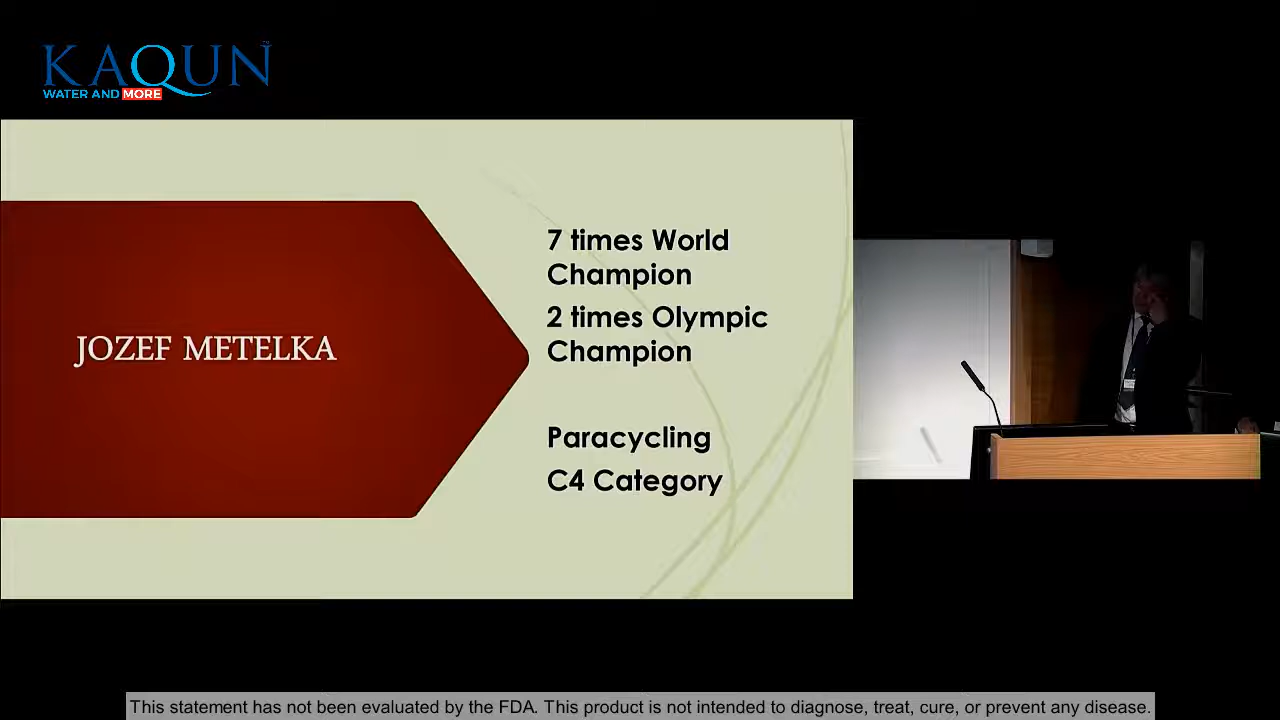 KAQUN
WATER AND MORE
JOZEF METELKA
7 times World
Champion
2 times Olympic
Champion
Paracycling
C4 Category
This statement has not been evaluated by the FDA. This product is not intended to diagnose, treat, cure, or prevent any disease.